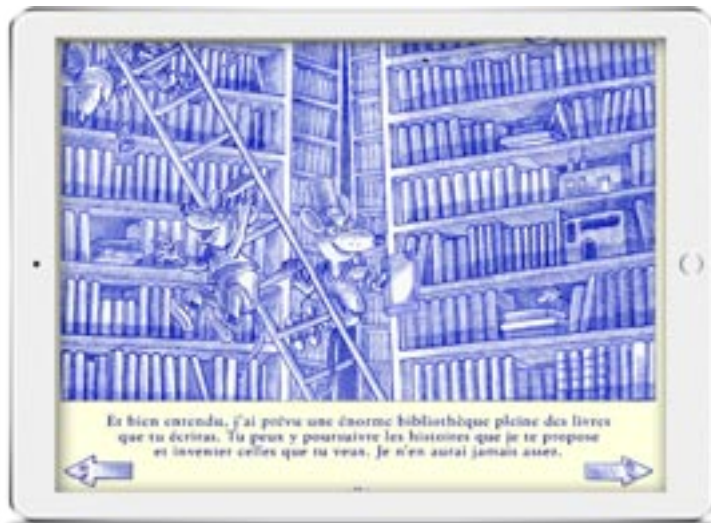 Et bien entendu, j'ai prévu une énorme bibliothèque pleine des livres
que tu écriras. Tu peux y poursuivre les histoires que je te propose
et inventer celles que tu veux. Je n'en aurai jamais assez.